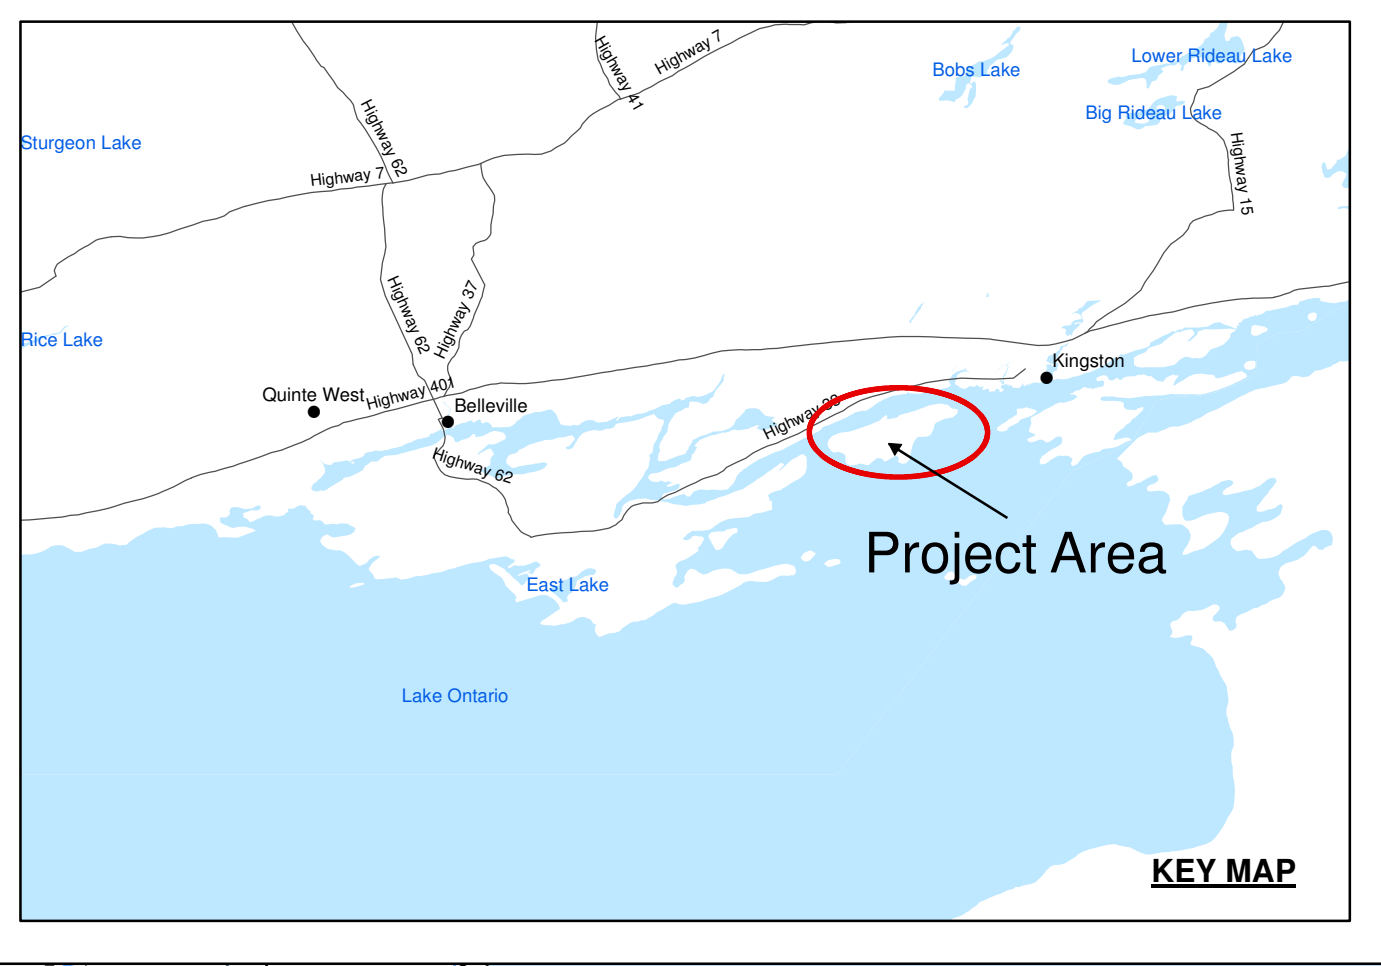 Highway 41
Highway 7
Bobs Lake
Lower Rideau Lake
Big Rideau Lake
Highway 62
Sturgeon Lake
Highway 15
Highway 7
Highway 62
Highway 37
Rice Lake
Kingston
Quinte West
Highway 401
Belleville
Highway 33
Highway 62
Project Area
East Lake
Lake Ontario
KEY MAP